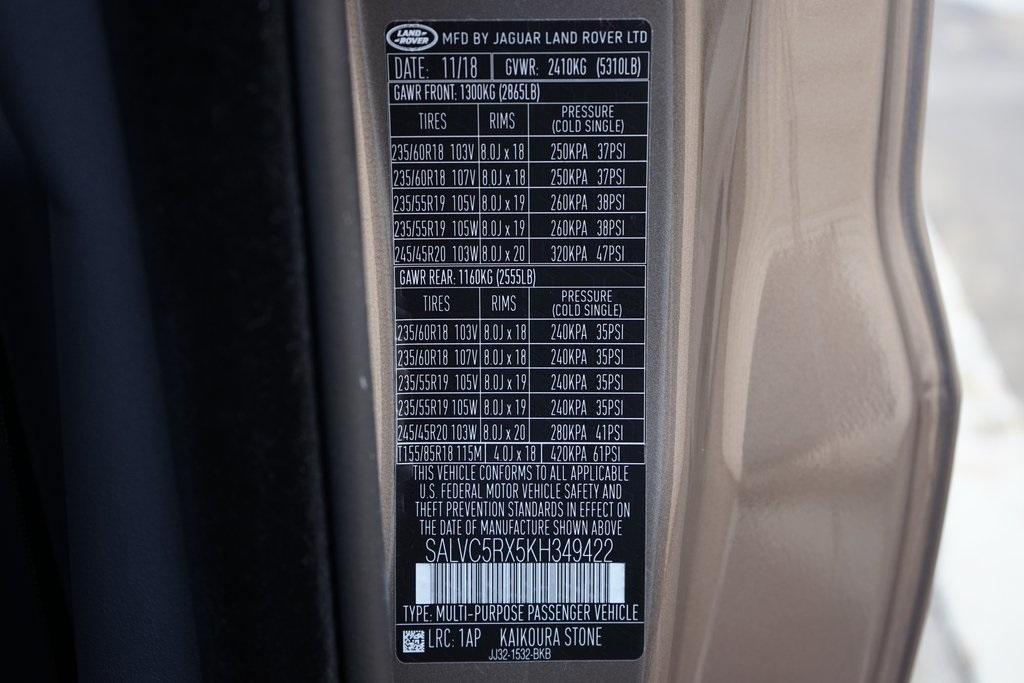 LAND-ROVER MFD BY JAGUAR LAND ROVER LTD
DATE: 11/18 GVWR: 2410KG (5310LB)
GAWR FRONT: 1300KG (2865LB)
TIRES RIMS PRESSURE (COLD SINGLE)
235/60R18 103V 8.0J x 18 250KPA 37PSI
235/60R18 107V 8.0J x 18 250KPA 37PSI
235/55R19 105V 8.0J x 19 260KPA 38PSI
235/55R19 105W 8.0J x 19 260KPA 38PSI
245/45R20 103W 8.0J x 20 320KPA 47PSI
GAWR REAR: 1160KG (2555LB)
TIRES RIMS PRESSURE (COLD SINGLE)
235/60R18 103V 8.0J x 18 240KPA 35PSI
235/60R18 107V 8.0J x 18 240KPA 35PSI
235/55R19 105V 8.0J x 19 240KPA 35PSI
235/55R19 105W 8.0J x 19 240KPA 35PSI
245/45R20 103W 8.0J x 20 280KPA 41PSI
T155/85R18 115M 4.0J x 18 420KPA 61PSI
THIS VEHICLE CONFORMS TO ALL APPLICABLE
U.S. FEDERAL MOTOR VEHICLE SAFETY AND
THEFT PREVENTION STANDARDS IN EFFECT ON
THE DATE OF MANUFACTURE SHOWN ABOVE
SALVC5RX5KH349422
TYPE: MULTI-PURPOSE PASSENGER VEHICLE
LRC: 1AP KAIKOURA STONE
JJ32-1532-BKB